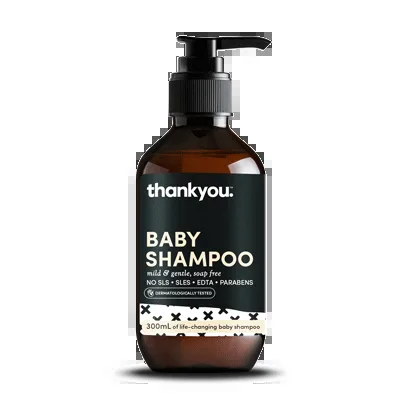 thankyou.™
BABY
SHAMPOO
mild & gentle, soap free
NO SLS • SLES • EDTA • PARABENS
DERMATOLOGICALLY TESTED
300mL of life-changing baby shampoo